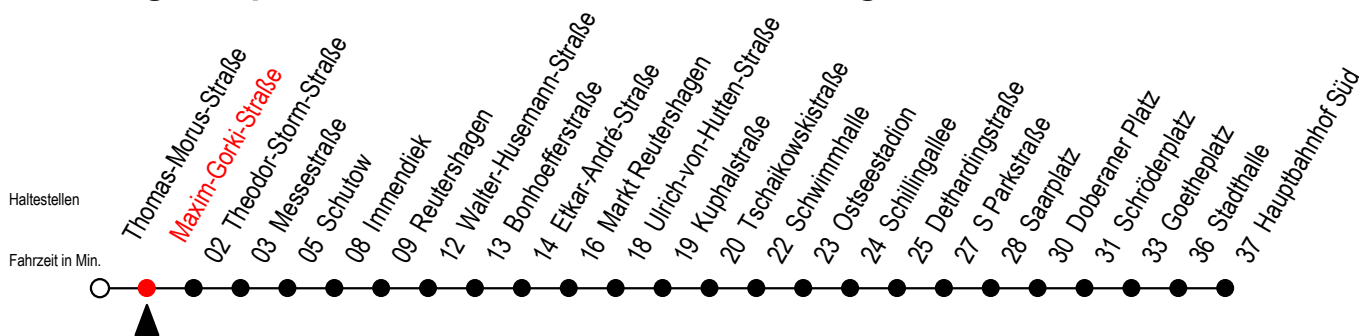 Haltestellen
Fahrzeit in Min.
Thomas-Morus-Straße
Maxim-Gorki-Straße
02 Theodor-Storm-Straße
03 Messestraße
05 Schutow
08 Immendiek
09 Reutershagen
12 Walter-Husemann-Straße
13 Bonhoefferstraße
14 Etkar-André-Straße
16 Markt Reutershagen
18 Ulrich-von-Hutten-Straße
19 Kuphalstraße
20 Tschaikowskistraße
22 Schwimmhalle
23 Ostseestadion
24 Schillingallee
25 Dethardingstraße
27 S Parkstraße
28 Saarplatz
30 Doberaner Platz
31 Schröderplatz
33 Goetheplatz
36 Stadthalle
37 Hauptbahnhof Süd